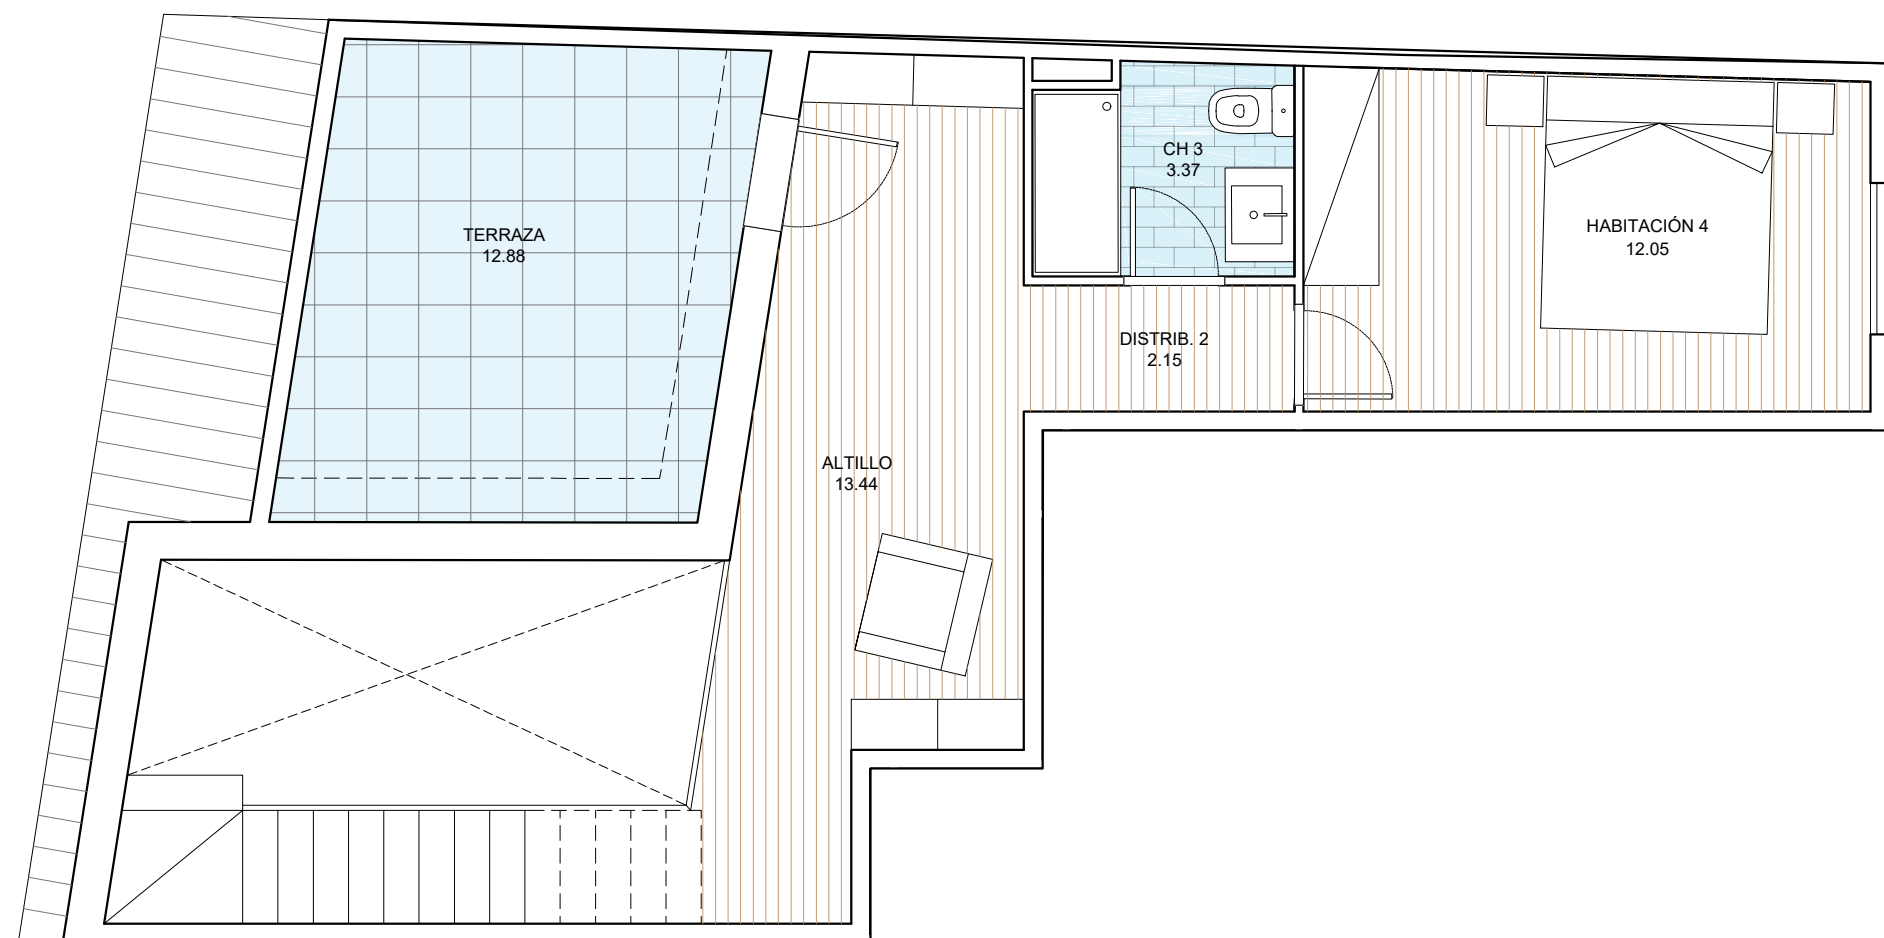 CH 3
3.37
TERRAZA
12.88
HABITACIÓN 4
12.05
DISTRIB. 2
2.15
ALTILLO
13.44